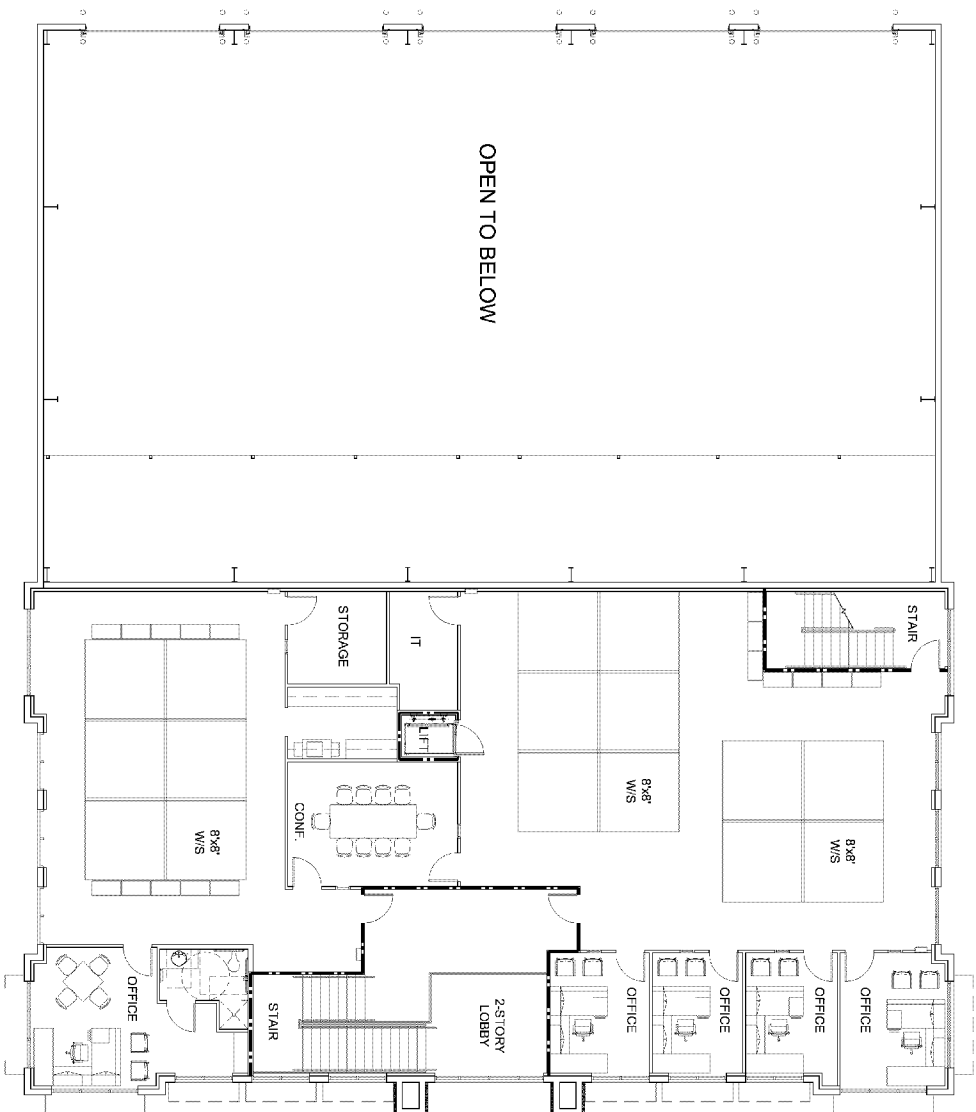 OPEN TO BELOW
STAIR
STORAGE
IT
LIFT
8'x8'
W/S
8'x8'
W/S
8'x8'
W/S
CONF.
OFFICE
STAIR
2-STORY
LOBBY
OFFICE
OFFICE
OFFICE
OFFICE